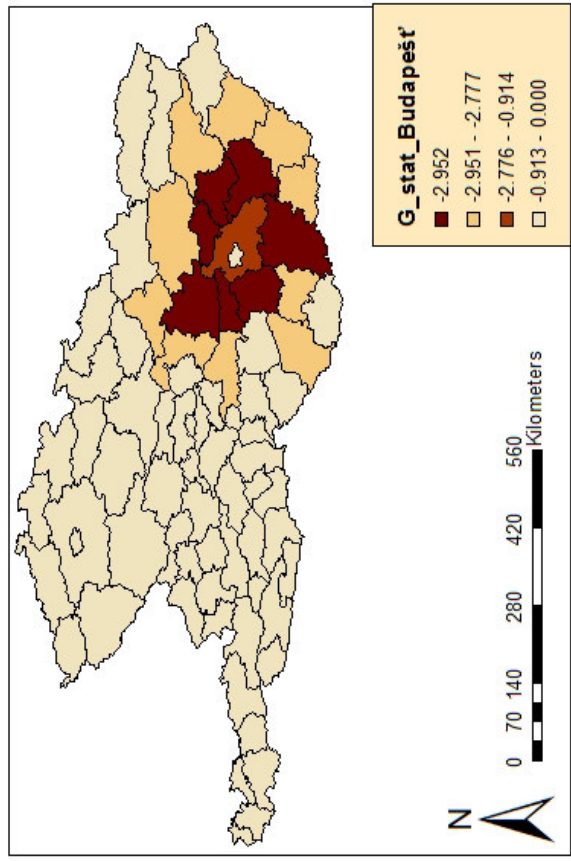 G_stat_Budapešť
-2.952
-2.951 - -2.777
-2.776 - -0.914
-0.913 - 0.000
N
0 70 140 280 420 560
Kilometers